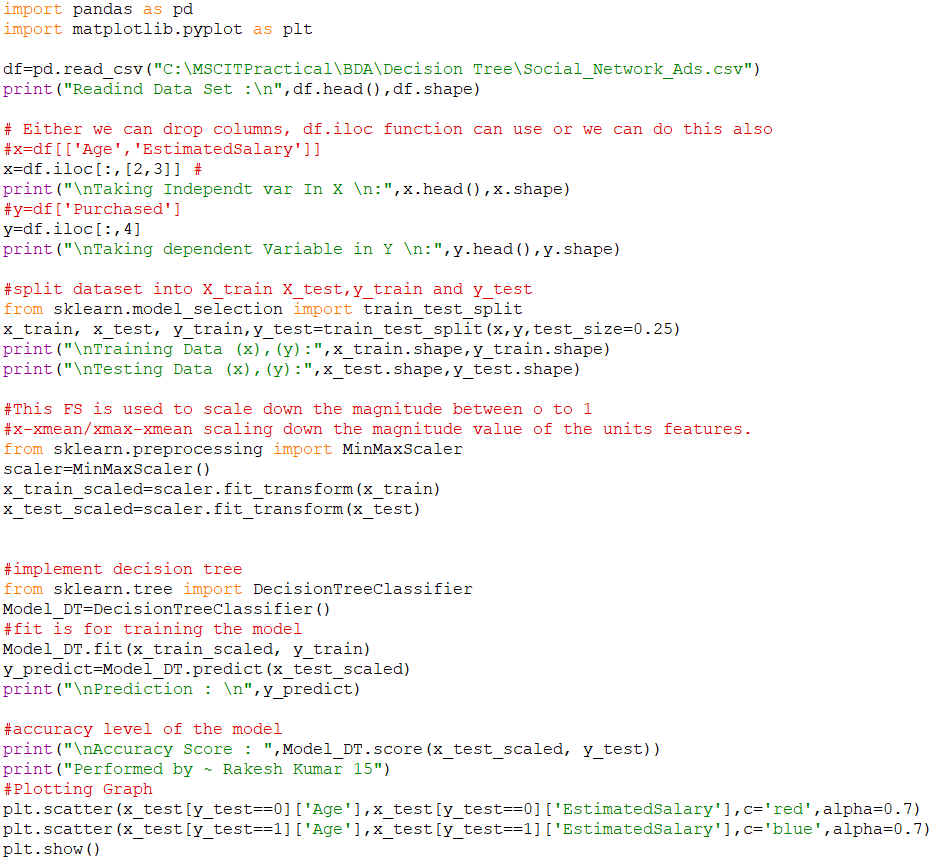 import pandas as pd
import matplotlib.pyplot as plt

df=pd.read_csv("C:\MSCITPractical\BDA\Decision Tree\Social_Network_Ads.csv")
print("Readind Data Set :\n",df.head(),df.shape)

# Either we can drop columns, df.iloc function can use or we can do this also
#x=df[['Age','EstimatedSalary']]
x=df.iloc[:,[2,3]] #
print("\nTaking Independt var In X \n:",x.head(),x.shape)
#y=df['Purchased']
y=df.iloc[:,4]
print("\nTaking dependent Variable in Y \n:",y.head(),y.shape)

#split dataset into X_train X_test,y_train and y_test
from sklearn.model_selection import train_test_split
x_train, x_test, y_train,y_test=train_test_split(x,y,test_size=0.25)
print("\nTraining Data (x),(y):",x_train.shape,y_train.shape)
print("\nTesting Data (x),(y):",x_test.shape,y_test.shape)

#This FS is used to scale down the magnitude between o to 1
#x-xmean/xmax-xmean scaling down the magnitude value of the units features.
from sklearn.preprocessing import MinMaxScaler
scaler=MinMaxScaler()
x_train_scaled=scaler.fit_transform(x_train)
x_test_scaled=scaler.fit_transform(x_test)


#implement decision tree
from sklearn.tree import DecisionTreeClassifier
Model_DT=DecisionTreeClassifier()
#fit is for training the model
Model_DT.fit(x_train_scaled, y_train)
y_predict=Model_DT.predict(x_test_scaled)
print("\nPrediction : \n",y_predict)

#accuracy level of the model
print("\nAccuracy Score : ",Model_DT.score(x_test_scaled, y_test))
print("Performed by ~ Rakesh Kumar 15")
#Plotting Graph
plt.scatter(x_test[y_test==0]['Age'],x_test[y_test==0]['EstimatedSalary'],c='red',alpha=0.7)
plt.scatter(x_test[y_test==1]['Age'],x_test[y_test==1]['EstimatedSalary'],c='blue',alpha=0.7)
plt.show()